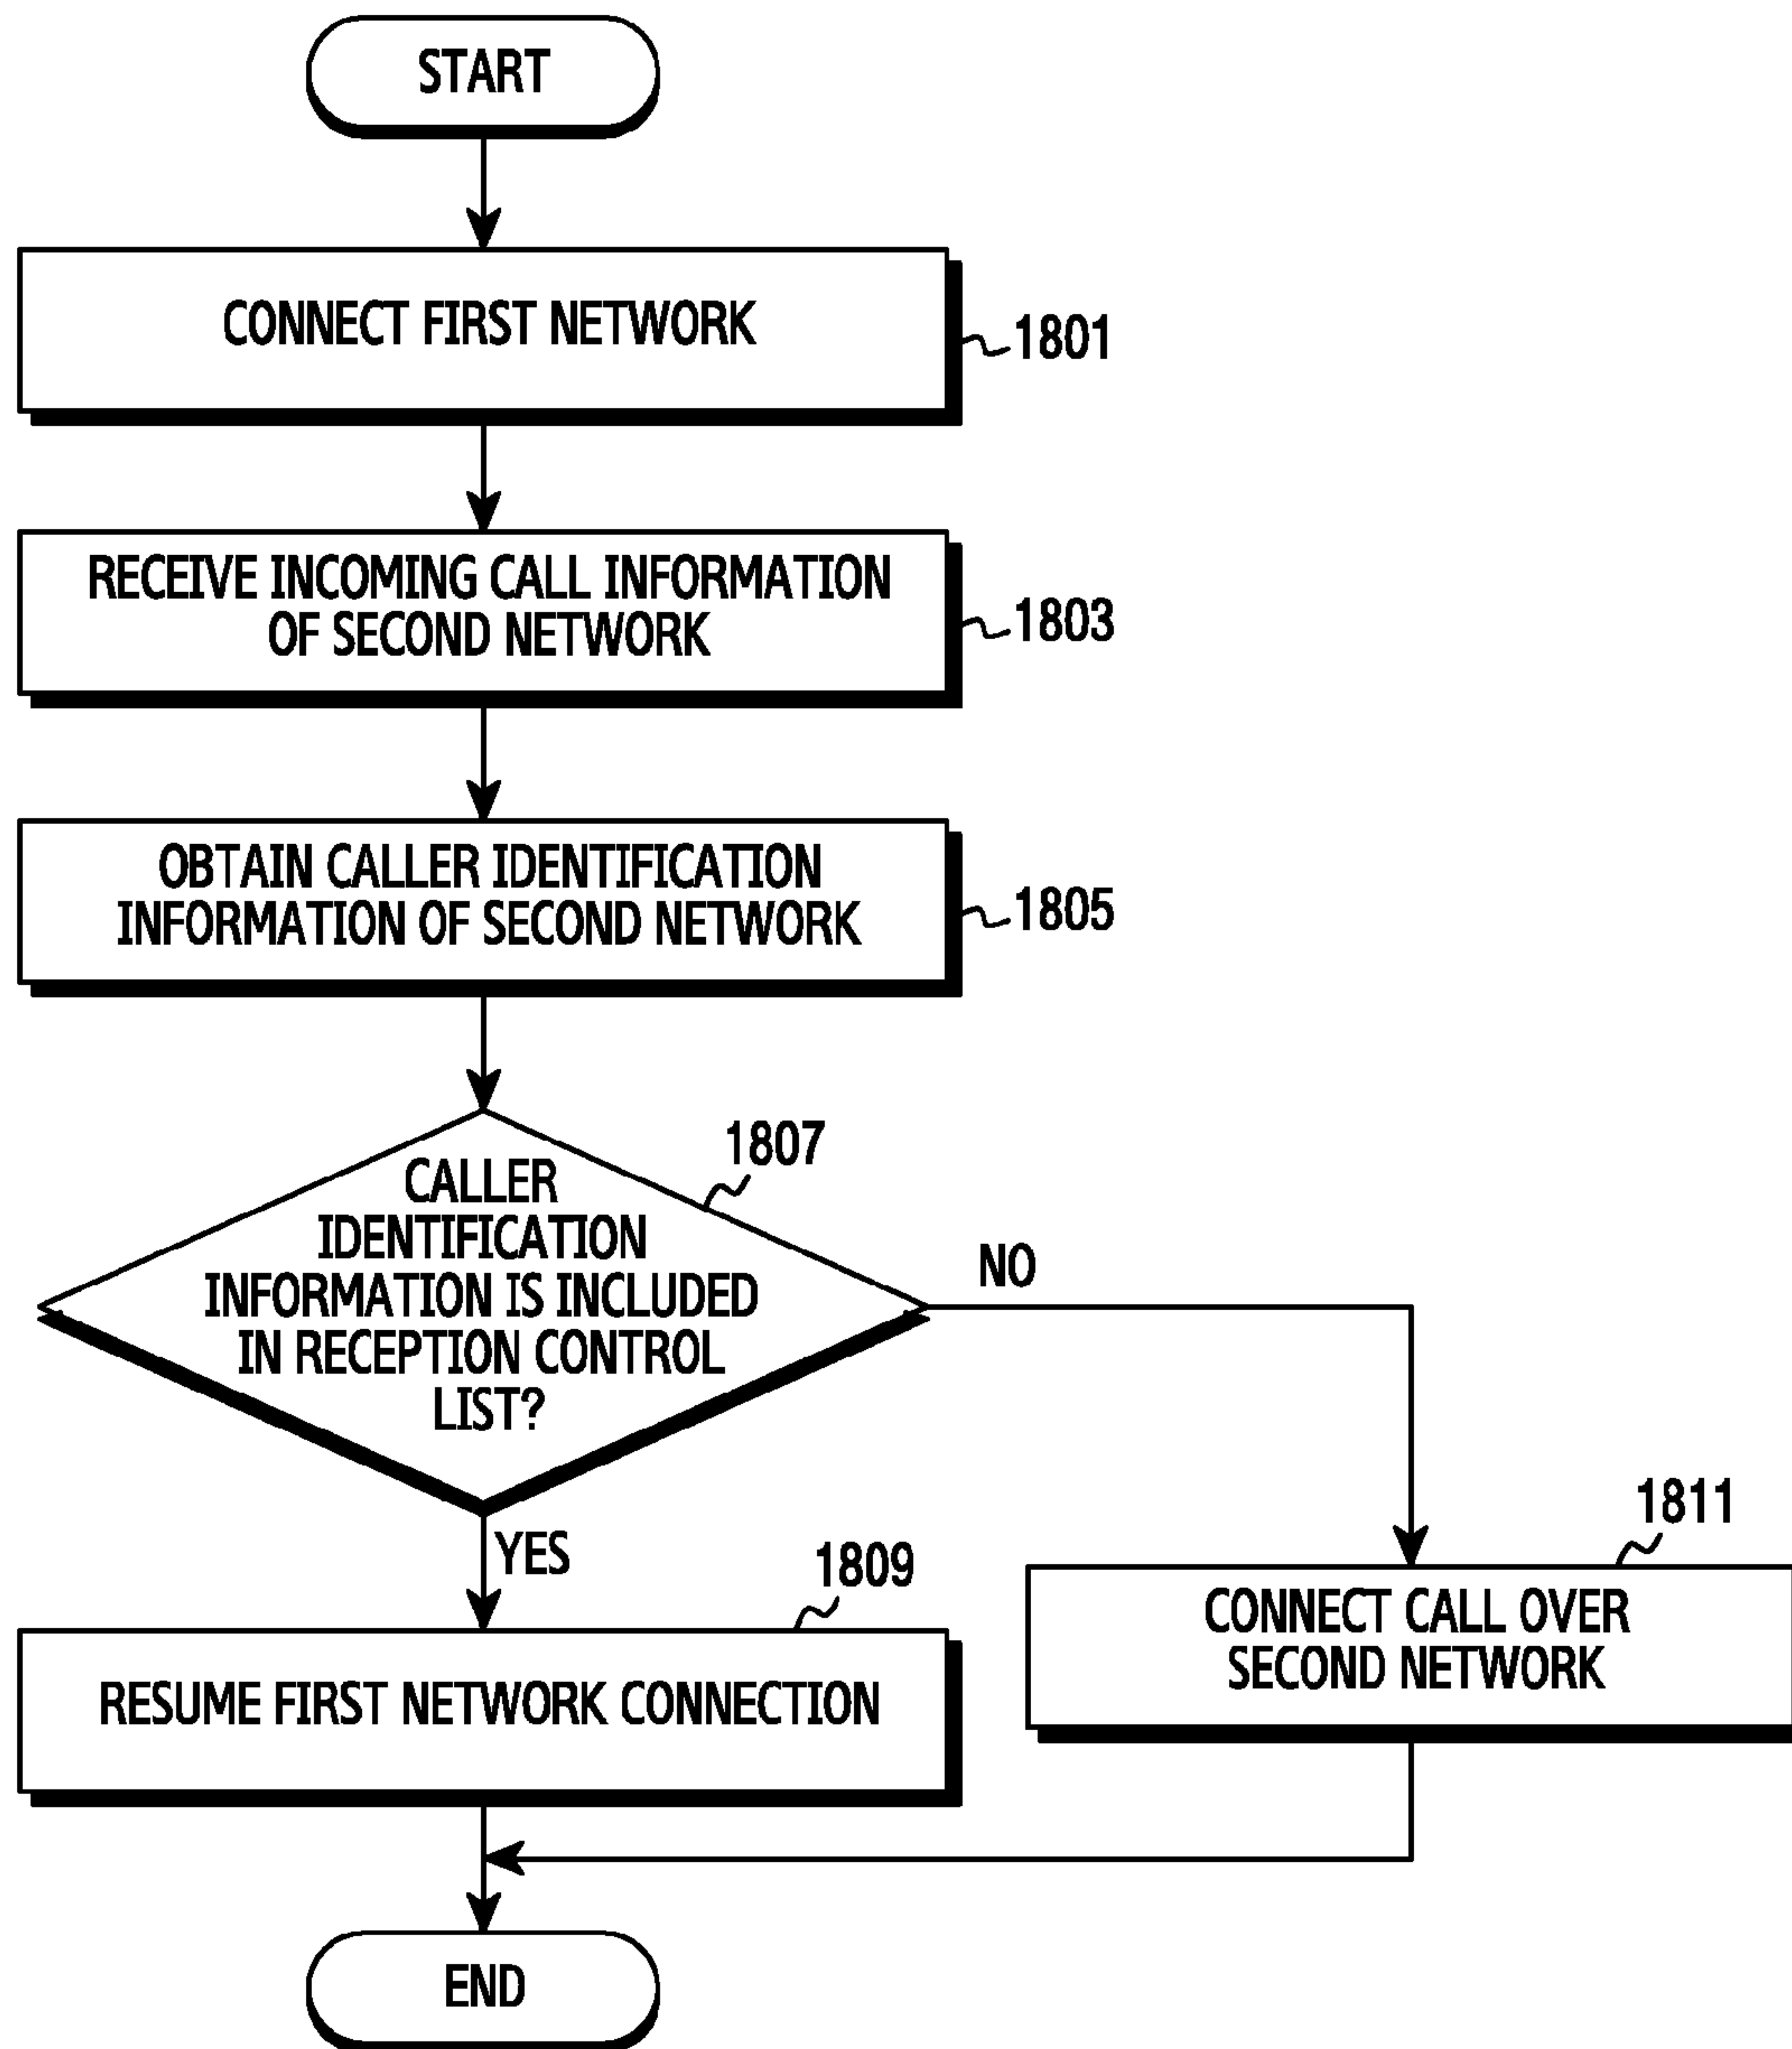 START
CONNECT FIRST NETWORK
1801
RECEIVE INCOMING CALL INFORMATION
OF SECOND NETWORK
1803
OBTAIN CALLER IDENTIFICATION
INFORMATION OF SECOND NETWORK
1805
1807
CALLER
IDENTIFICATION
INFORMATION IS INCLUDED
IN RECEPTION CONTROL
LIST?
NO
YES
1809
RESUME FIRST NETWORK CONNECTION
1811
CONNECT CALL OVER
SECOND NETWORK
END